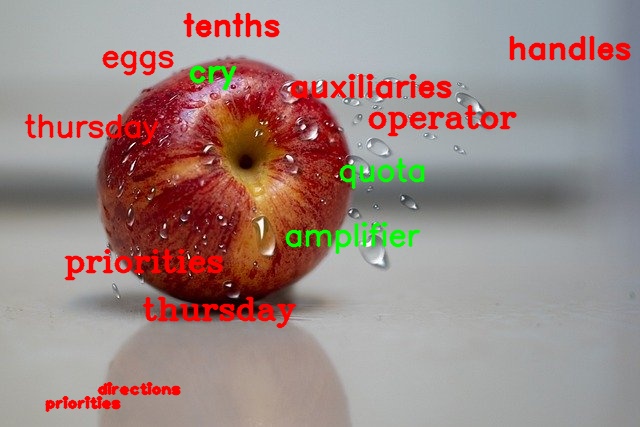 tenths
handles
eggs
cry
auxiliaries
operator
thursday
quota
amplifier
priorities
thursday
directions
priorities